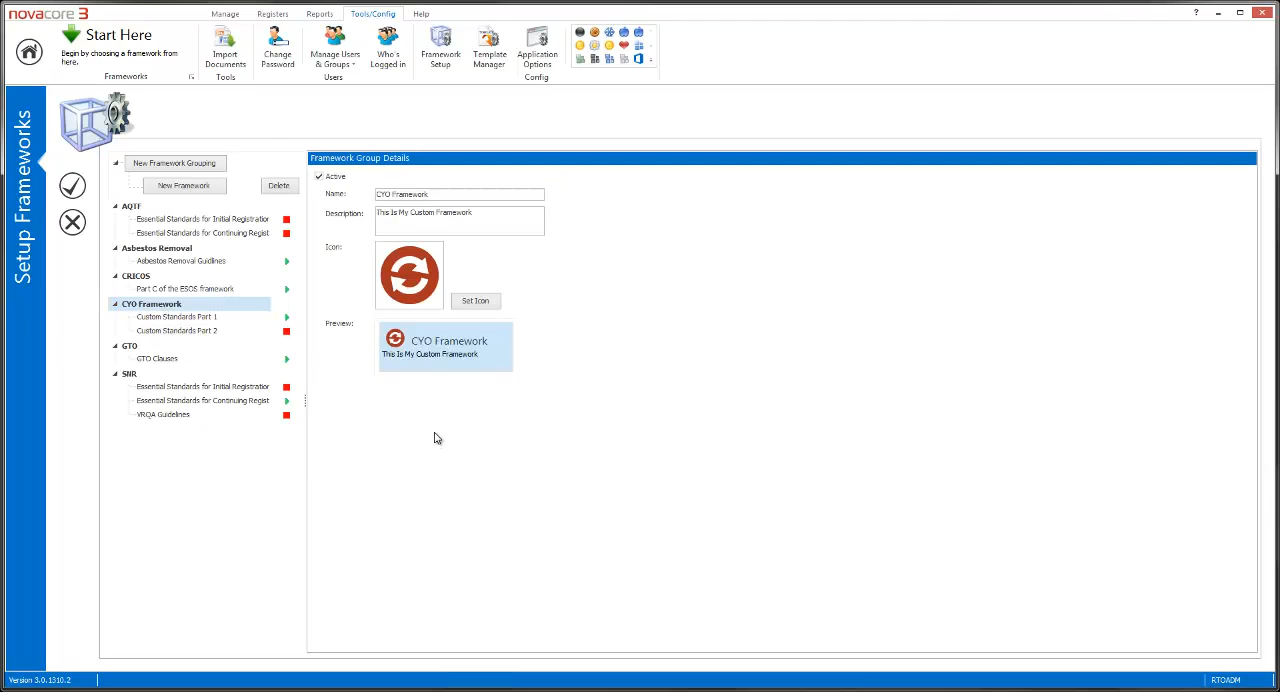 novacore 3
Manage
Registers
Reports
Tools/Config
Help
?
Start Here
Begin by choosing a framework from
here.
Frameworks
Import
Documents
Tools
Change
Password
Manage Users
& Groups
Who's
Logged in
Users
Framework
Setup
Template
Manager
Application
Options
Config
Setup Frameworks
New Framework Grouping
New Framework
Delete
AQTF
Essential Standards for Initial Registration
Essential Standards for Continuing Regist
Asbestos Removal
Asbestos Removal Guidlines
CRICOS
Part C of the ESOS framework
CYO Framework
Custom Standards Part 1
Custom Standards Part 2
GTO
GTO Clauses
SNR
Essential Standards for Initial Registration
Essential Standards for Continuing Regist
VRQA Guidelines
Framework Group Details
Active
Name:
CYO Framework
Description:
This Is My Custom Framework
Icon:
Set Icon
Preview:
CYO Framework
This Is My Custom Framework
Version 3.0.1310.2
RTOADM